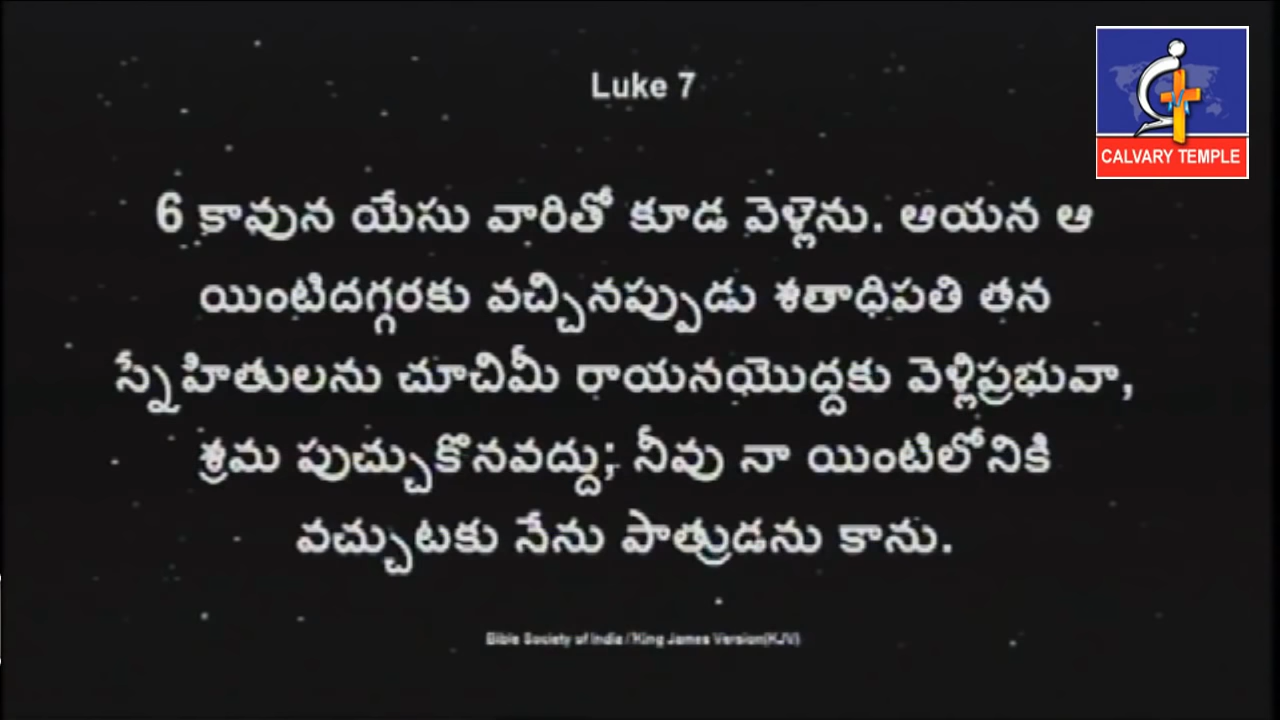 Luke 7
CALVARY TEMPLE
6 కావున యేసు వారితో కూడ వెళ్లెను. ఆయన ఆ
యింటిదగ్గరకు వచ్చినప్పుడు శతాధిపతి తన
స్నేహితులను చూచిమీ రాయనయొద్దకు వెళ్లిప్రభువా,
శ్రమ పుచ్చుకొనవద్దు; నీవు నా యింటిలోనికి
వచ్చుటకు నేను పాత్రుడను కాను.
Bible Society of India / King James Version(KJV)